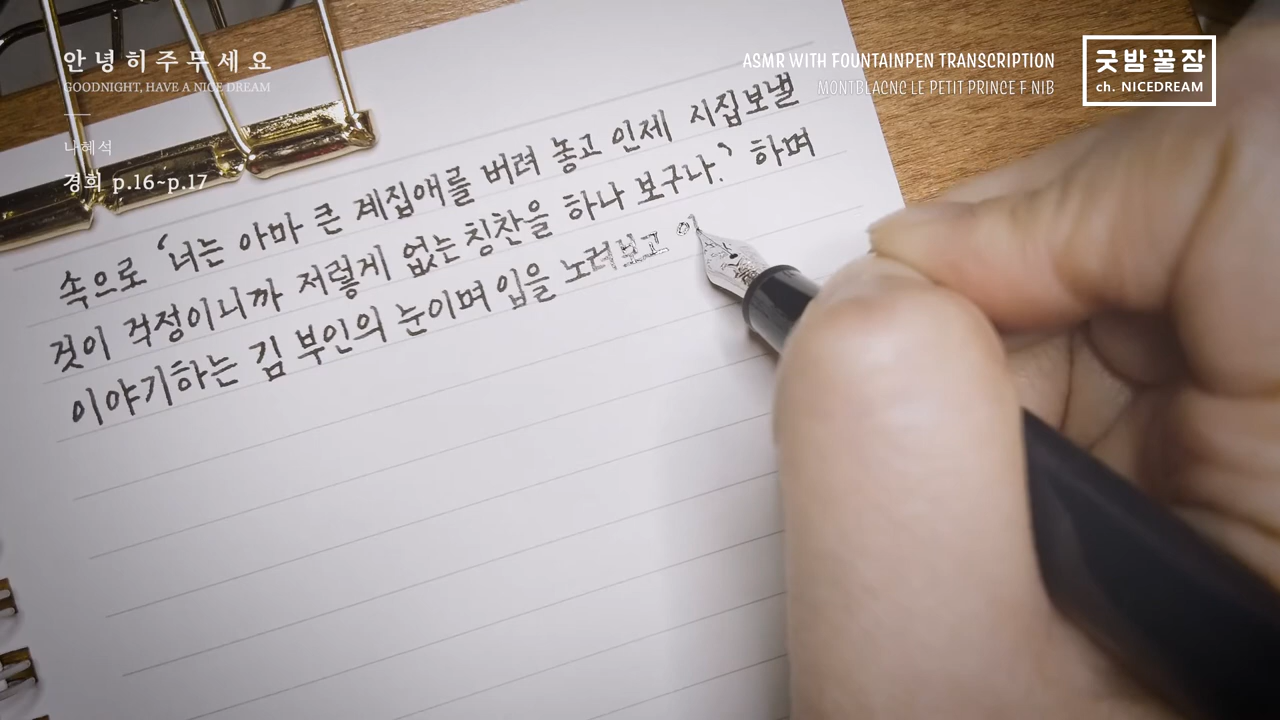 안녕히주무세요
GOODNIGHT, HAVE A NICE DREAM
나혜석
경희 p.16~p.17
ASMR WITH FOUNTAINPEN TRANSCRIPTION
MONTBLACNC LE PETIT PRINCE F NIB
굿밤꿀잠
ch. NICEDREAM
속으로 ‘너는 아마 큰 계집애를 버려 놓고 인제 시집보낼
것이 걱정이니까 저렇게 없는 칭찬을 하나 보구나.’ 하며
이야기하는 김 부인의 눈이며 입을 노려보고